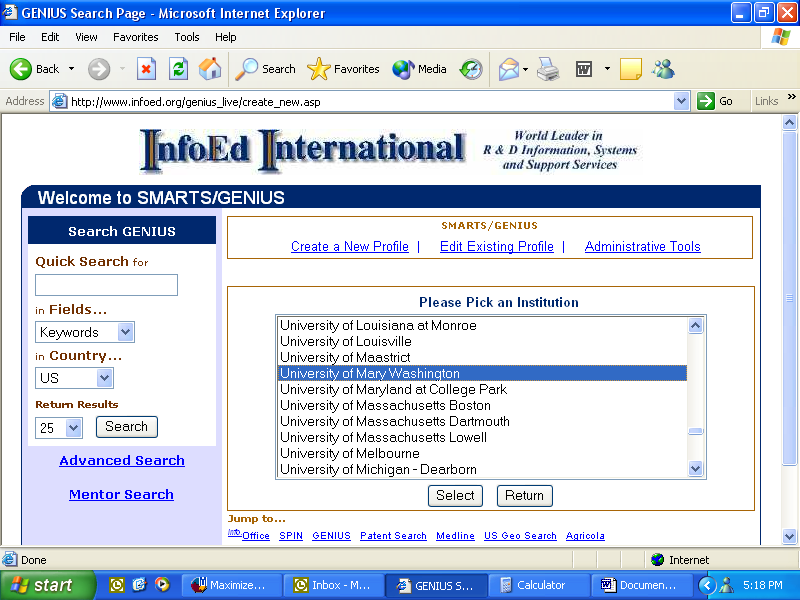 GENIUS Search Page - Microsoft Internet Explorer
File Edit View Favorites Tools Help
Back Search Favorites Media
Address http://www.infoed.org/genius_live/create_new.asp Go Links »
InfoEd International
World Leader in
R & D Information, Systems
and Support Services
Welcome to SMARTS/GENIUS
Search GENIUS
Quick Search for
in Fields...
Keywords
in Country...
US
Return Results
25 Search
Advanced Search
Mentor Search
SMARTS/GENIUS
Create a New Profile | Edit Existing Profile | Administrative Tools
Please Pick an Institution
University of Louisiana at Monroe
University of Louisville
University of Maastrict
University of Mary Washington
University of Maryland at College Park
University of Massachusetts Boston
University of Massachusetts Dartmouth
University of Massachusetts Lowell
University of Melbourne
University of Michigan - Dearborn
Select Return
Jump to...
Office SPIN GENIUS Patent Search Medline US Geo Search Agricola
Done Internet
start Maximize... Inbox - M... GENIUS S... Calculator Documen... 5:18 PM